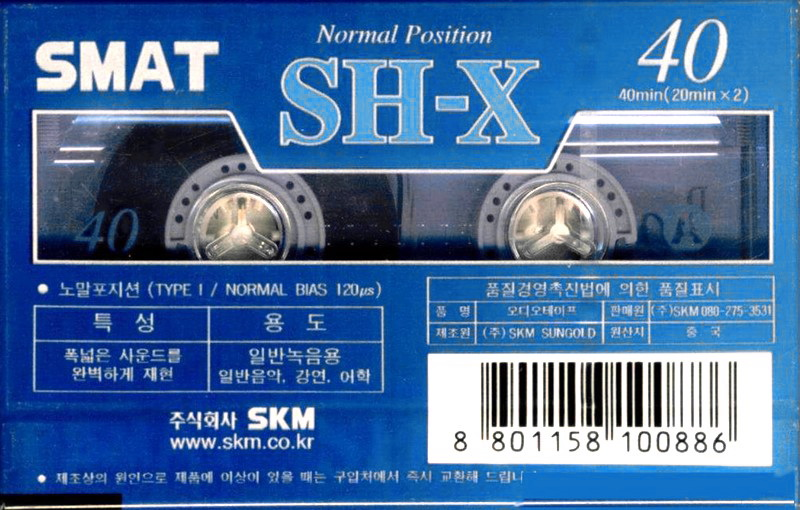 Normal Position
SMAT
SH-X
40
40min(20min×2)
40
• 노말포지션 (TYPE I / NORMAL BIAS 120μs)
특 성 용 도
폭넓은 사운드를 일반녹음용
완벽하게 재현 일반음악, 강연, 어학
품질경영촉진법에 의한 품질표시
품 명 오디오테이프 판매원 (주)SKM 080-275-3531
제조원 (주) SKM SUNGOLD 원산지 중 국
주식회사 SKM
www.skm.co.kr
8 801158 100886
• 제조상의 원인으로 제품에 이상이 있을 때는 구입처에서 즉시 교환해 드립니